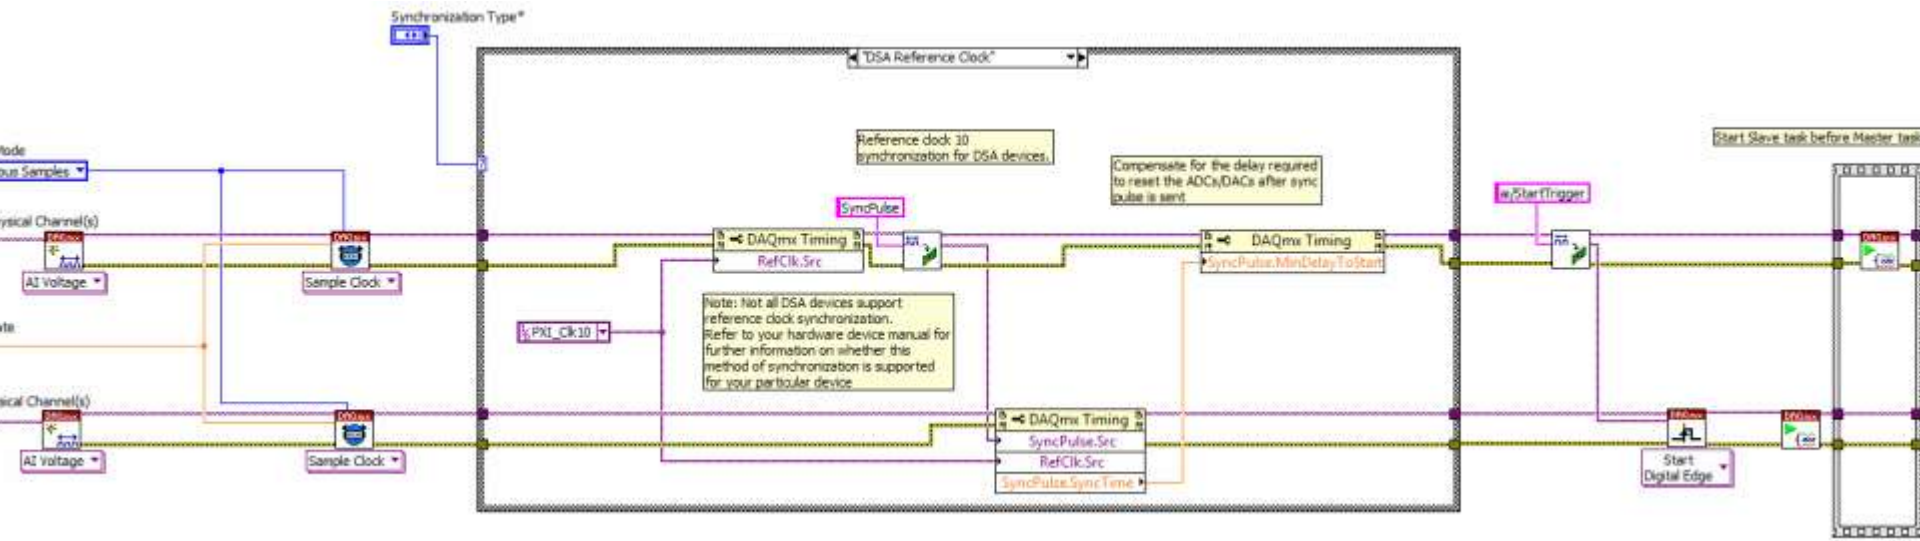 Synchronization Type*
"DSA Reference Clock"
Reference clock 10
synchronization for DSA devices.
Start Slave task before Master task
Compensate for the delay required
to reset the ADCs/DACs after sync
pulse is sent
ai/StartTrigger
SyncPulse
DAQmx Timing
RefClk.Src
DAQmx Timing
SyncPulse.MinDelayToStart
AI Voltage
Sample Clock
Note: Not all DSA devices support
reference clock synchronization.
Refer to your hardware device manual for
further information on whether this
method of synchronization is supported
for your particular device
PXI_Clk10
DAQmx Timing
SyncPulse.Src
RefClk.Src
SyncPulse.SyncTime
AI Voltage
Sample Clock
Start
Digital Edge
Mode
ous Samples
ysical Channel(s)
ate
sical Channel(s)